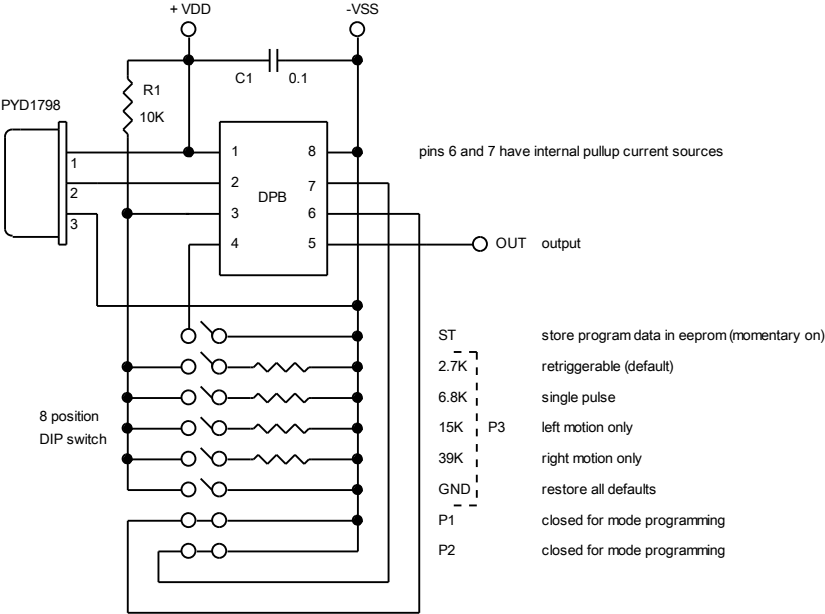 + VDD
-VSS
C1 0.1
R1
10K
PYD1798
1
2
3
1 8
2 7
DPB
3 6
4 5
pins 6 and 7 have internal pullup current sources
OUT output
ST store program data in eeprom (momentary on)
2.7K retriggerable (default)
6.8K single pulse
8 position
DIP switch
15K P3 left motion only
39K right motion only
GND restore all defaults
P1 closed for mode programming
P2 closed for mode programming